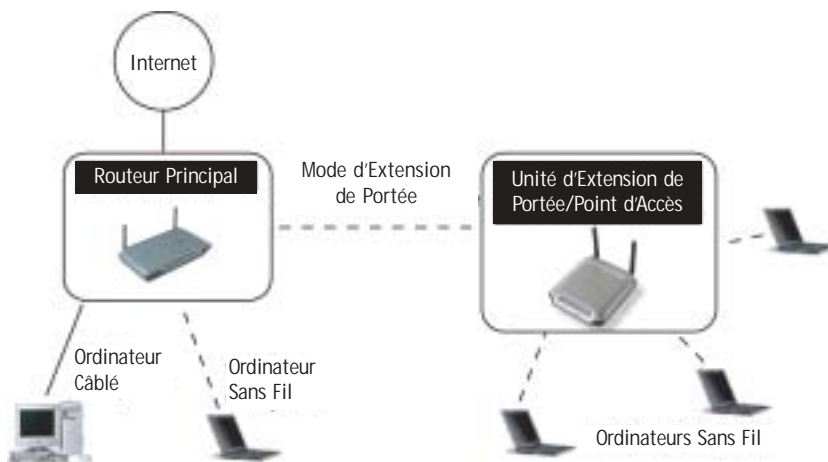 Internet
Routeur Principal
Mode d'Extension
de Portée
Unité d'Extension de
Portée/Point d'Accès
Ordinateur
Câblé
Ordinateur
Sans Fil
Ordinateurs Sans Fil